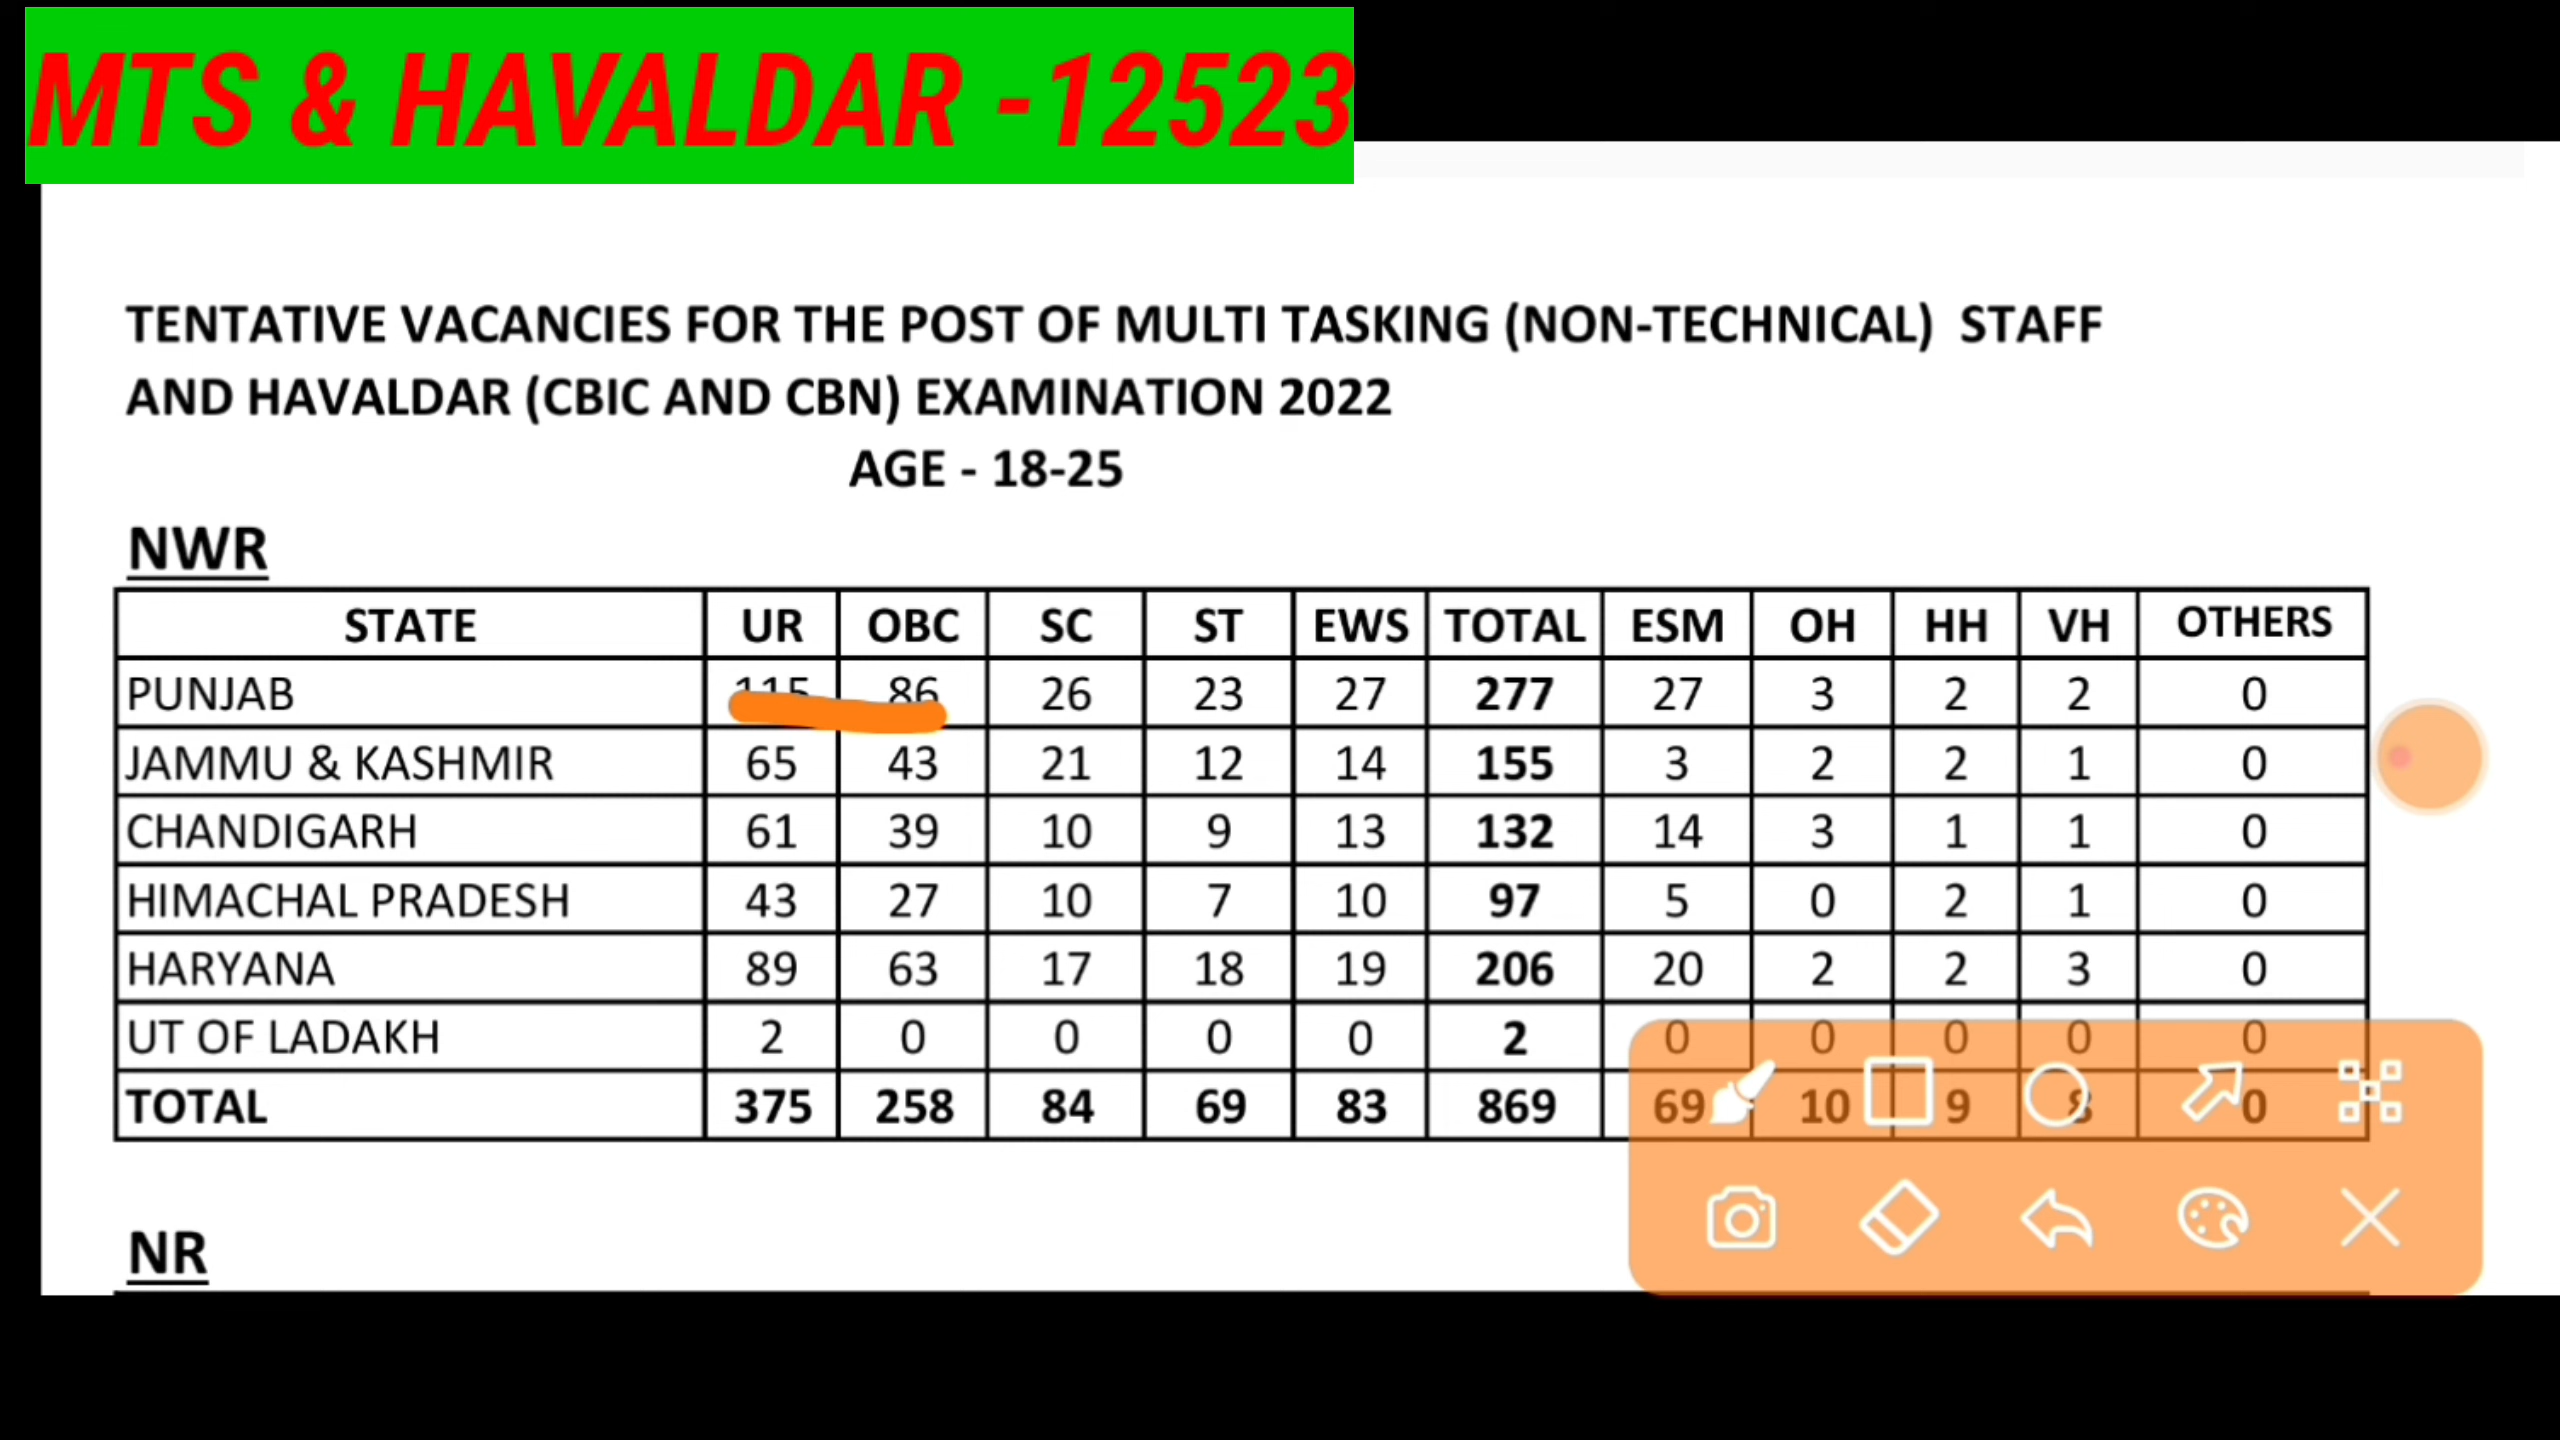 MTS & HAVALDAR -12523
TENTATIVE VACANCIES FOR THE POST OF MULTI TASKING (NON-TECHNICAL) STAFF
AND HAVALDAR (CBIC AND CBN) EXAMINATION 2022
AGE - 18-25
NWR
STATE UR OBC SC ST EWS TOTAL ESM OH HH VH OTHERS
PUNJAB 115 86 26 23 27 277 27 3 2 2 0
JAMMU & KASHMIR 65 43 21 12 14 155 3 2 2 1 0
CHANDIGARH 61 39 10 9 13 132 14 3 1 1 0
HIMACHAL PRADESH 43 27 10 7 10 97 5 0 2 1 0
HARYANA 89 63 17 18 19 206 20 2 2 3 0
UT OF LADAKH 2 0 0 0 0 2 0 0 0 0 0
TOTAL 375 258 84 69 83 869 69 10 9 8 0
NR